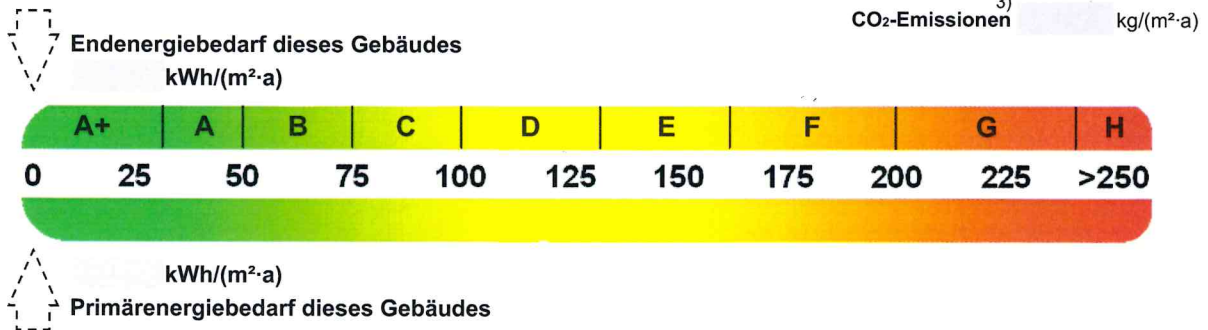 3)
CO₂-Emissionen kg/(m²·a)
Endenergiebedarf dieses Gebäudes
kWh/(m²·a)
A+ A B C D E F G H
0 25 50 75 100 125 150 175 200 225 >250
kWh/(m²·a)
Primärenergiebedarf dieses Gebäudes